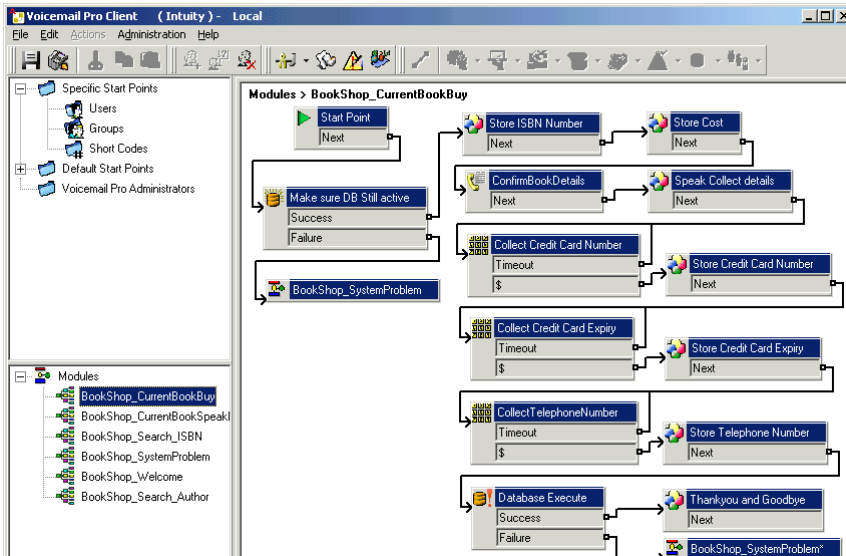 Voicemail Pro Client (Intuity) - Local
File Edit Actions Administration Help
Specific Start Points
Users
Groups
Short Codes
Default Start Points
Voicemail Pro Administrators
Modules
BookShop_CurrentBookBuy
BookShop_CurrentBookSpeakI
BookShop_Search_ISBN
BookShop_SystemProblem
BookShop_Welcome
BookShop_Search_Author
Modules > BookShop_CurrentBookBuy
Start Point
Next
Make sure DB Still active
Success
Failure
BookShop_SystemProblem
Store ISBN Number
Next
Store Cost
Next
ConfirmBookDetails
Next
Speak Collect details
Next
Collect Credit Card Number
Timeout
$
Store Credit Card Number
Next
Collect Credit Card Expiry
Timeout
$
Store Credit Card Expiry
Next
CollectTelephoneNumber
Timeout
$
Store Telephone Number
Next
Database Execute
Success
Failure
Thankyou and Goodbye
Next
BookShop_SystemProblem*